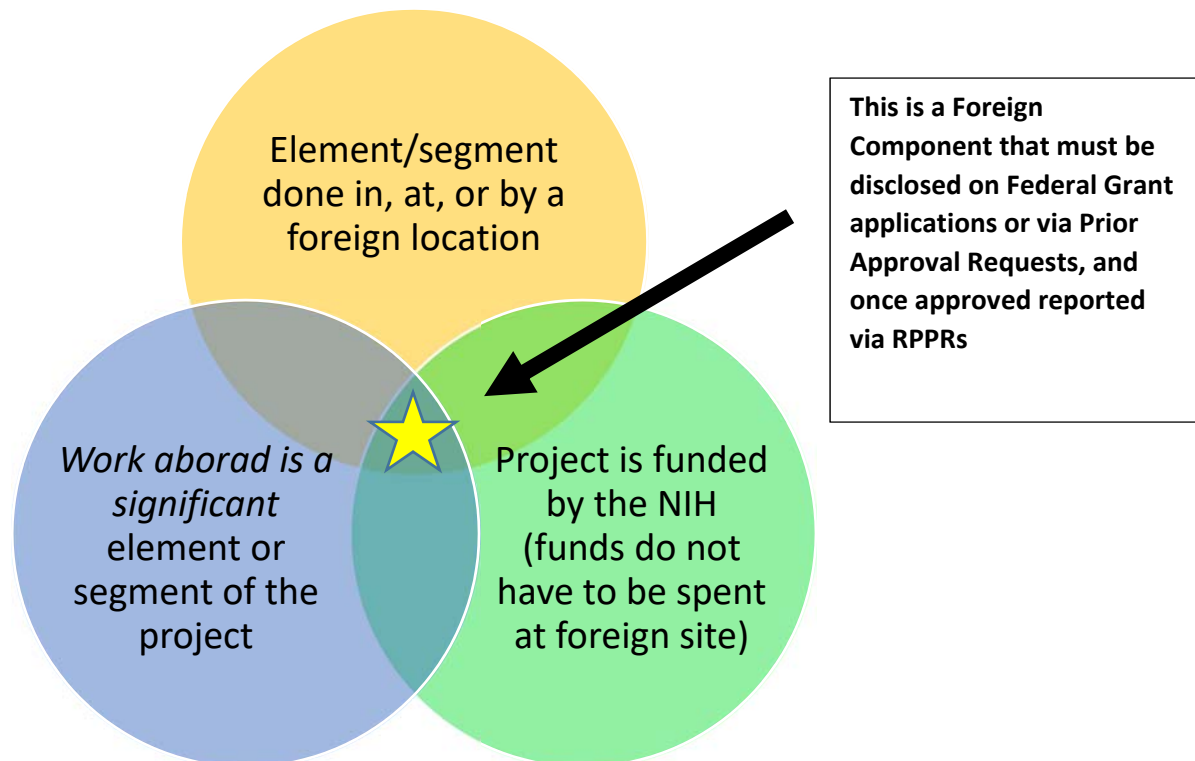 Element/segment
done in, at, or by a
foreign location
This is a Foreign
Component that must be
disclosed on Federal Grant
applications or via Prior
Approval Requests, and
once approved reported
via RPPRs
Work aborad is a
significant
element or
segment of the
project
Project is funded
by the NIH
(funds do not
have to be spent
at foreign site)